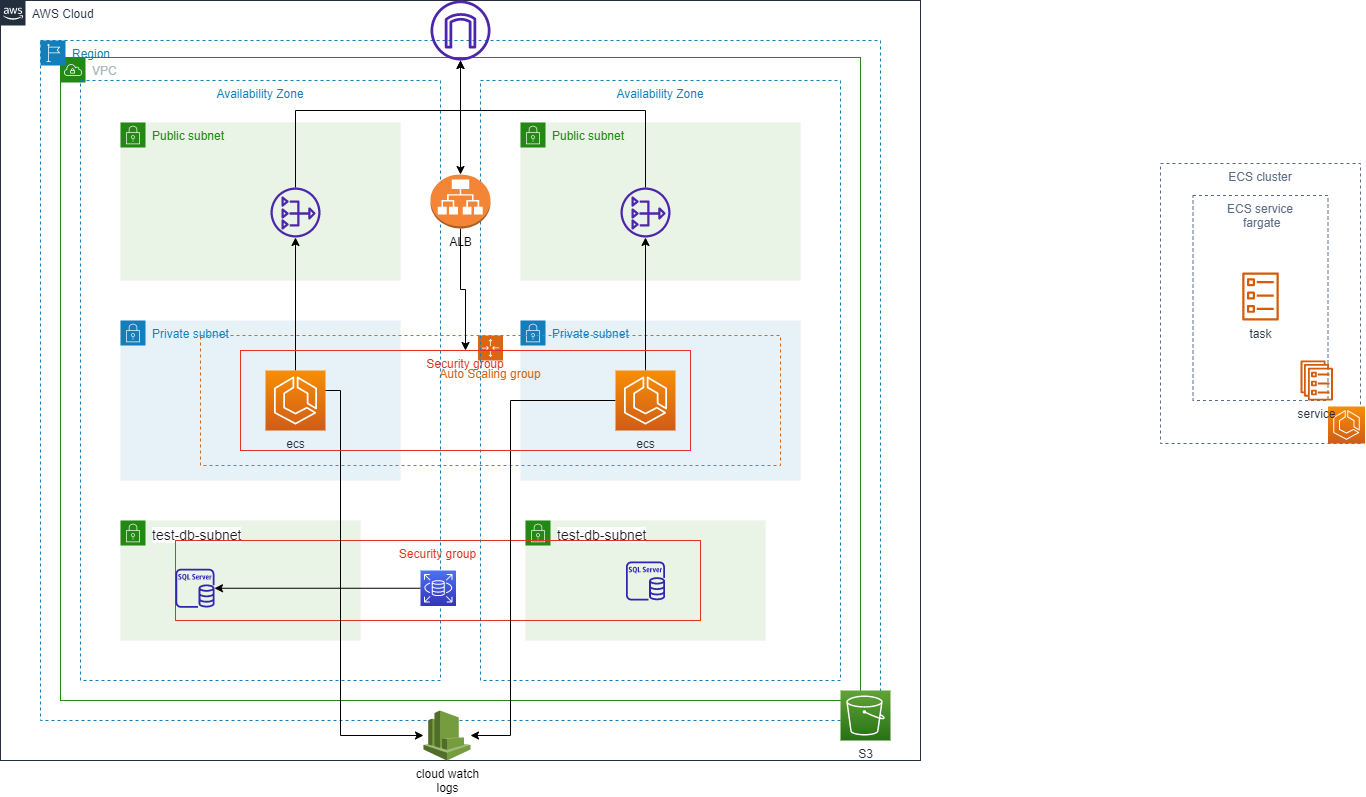 aws
AWS Cloud
Region
VPC
Availability Zone
Availability Zone
Public subnet
Public subnet
ALB
Private subnet
Private subnet
Security group
Auto Scaling group
ecs
ecs
test-db-subnet
test-db-subnet
Security group
SQL Server
SQL Server
S3
cloud watch
logs
ECS cluster
ECS service
fargate
task
service